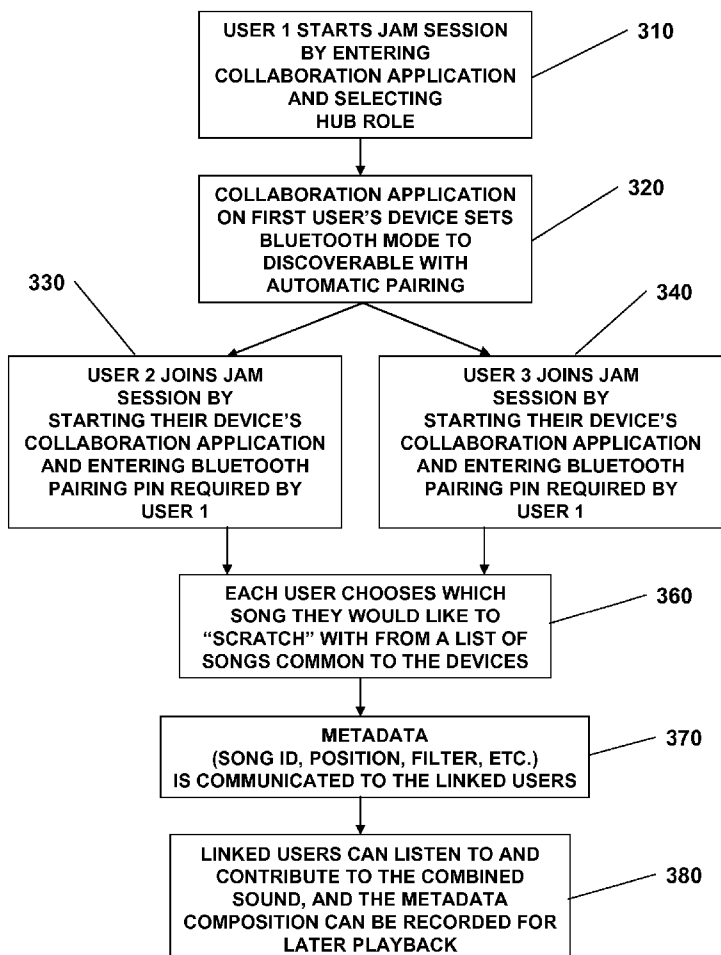 USER 1 STARTS JAM SESSION
BY ENTERING
COLLABORATION APPLICATION
AND SELECTING
HUB ROLE
310
COLLABORATION APPLICATION
ON FIRST USER'S DEVICE SETS
BLUETOOTH MODE TO
DISCOVERABLE WITH
AUTOMATIC PAIRING
320
330
340
USER 2 JOINS JAM
SESSION BY
STARTING THEIR DEVICE'S
COLLABORATION APPLICATION
AND ENTERING BLUETOOTH
PAIRING PIN REQUIRED BY
USER 1
USER 3 JOINS JAM
SESSION BY
STARTING THEIR DEVICE'S
COLLABORATION APPLICATION
AND ENTERING BLUETOOTH
PAIRING PIN REQUIRED BY
USER 1
EACH USER CHOOSES WHICH
SONG THEY WOULD LIKE TO
“SCRATCH” WITH FROM A LIST OF
SONGS COMMON TO THE DEVICES
360
METADATA
(SONG ID, POSITION, FILTER, ETC.)
IS COMMUNICATED TO THE LINKED USERS
370
LINKED USERS CAN LISTEN TO AND
CONTRIBUTE TO THE COMBINED
SOUND, AND THE METADATA
COMPOSITION CAN BE RECORDED FOR
LATER PLAYBACK
380